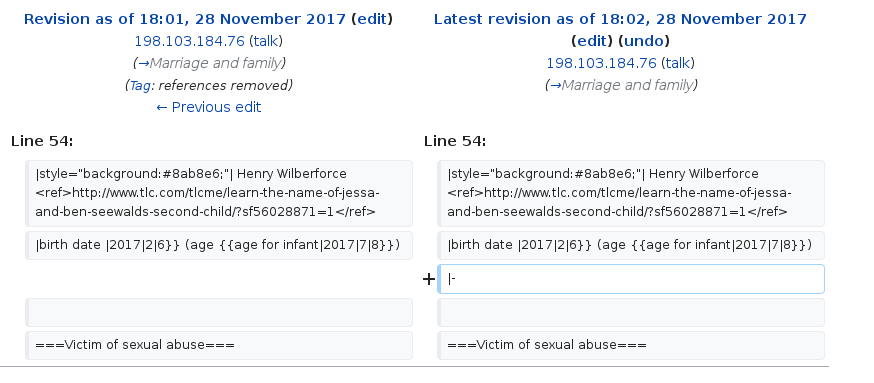 Revision as of 18:01, 28 November 2017 (edit)
198.103.184.76 (talk)
(→Marriage and family)
(Tag: references removed)
← Previous edit
Latest revision as of 18:02, 28 November 2017
(edit) (undo)
198.103.184.76 (talk)
(→Marriage and family)
Line 54:
Line 54:
|style="background:#8ab8e6;"| Henry Wilberforce
<ref>http://www.tlc.com/tlcme/learn-the-name-of-jessa-
and-ben-seewalds-second-child/?sf56028871=1</ref>
|style="background:#8ab8e6;"| Henry Wilberforce
<ref>http://www.tlc.com/tlcme/learn-the-name-of-jessa-
and-ben-seewalds-second-child/?sf56028871=1</ref>
|birth date |2017|2|6}} (age {{age for infant|2017|7|8}})
|birth date |2017|2|6}} (age {{age for infant|2017|7|8}})
+ |-
===Victim of sexual abuse===
===Victim of sexual abuse===